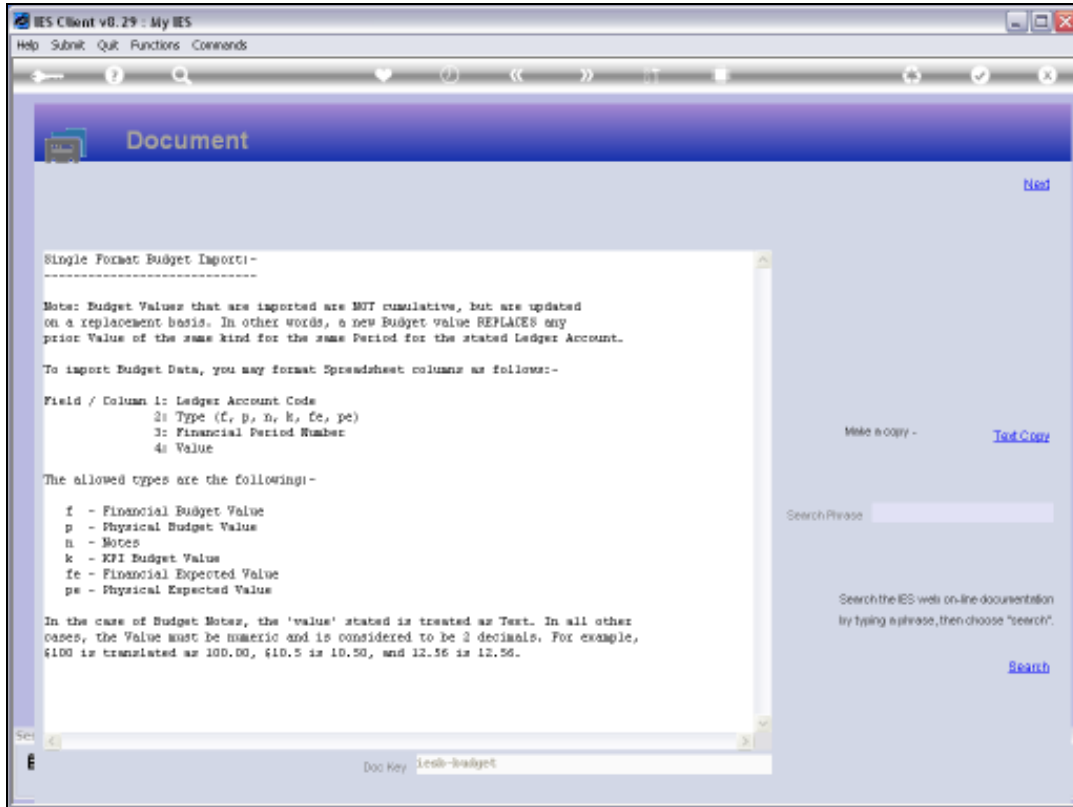 IES Client v8.29 : My IES
Help Submit Quit Functions Commands
Document
Next
Single Format Budget Import:-
-----------------------------
Note: Budget Values that are imported are NOT cumulative, but are updated
on a replacement basis. In other words, a new Budget value REPLACES any
prior Value of the same kind for the same Period for the stated Ledger Account.
To import Budget Data, you may format Spreadsheet columns as follows:-
Field / Column 1: Ledger Account Code
2: Type (f, p, n, k, fe, pe)
3: Financial Period Number
4: Value
The allowed types are the following:-
f - Financial Budget Value
p - Physical Budget Value
n - Notes
k - KPI Budget Value
fe - Financial Expected Value
pe - Physical Expected Value
In the case of Budget Notes, the 'value' stated is treated as Text. In all other
cases, the Value must be numeric and is considered to be 2 decimals. For example,
$100 is translated as 100.00, $10.5 is 10.50, and 12.56 is 12.56.
Make a copy -
Text Copy
Search Phrase
Search the IES web on-line documentation
by typing a phrase, then choose "search".
Search
Doc Key iesb-budget